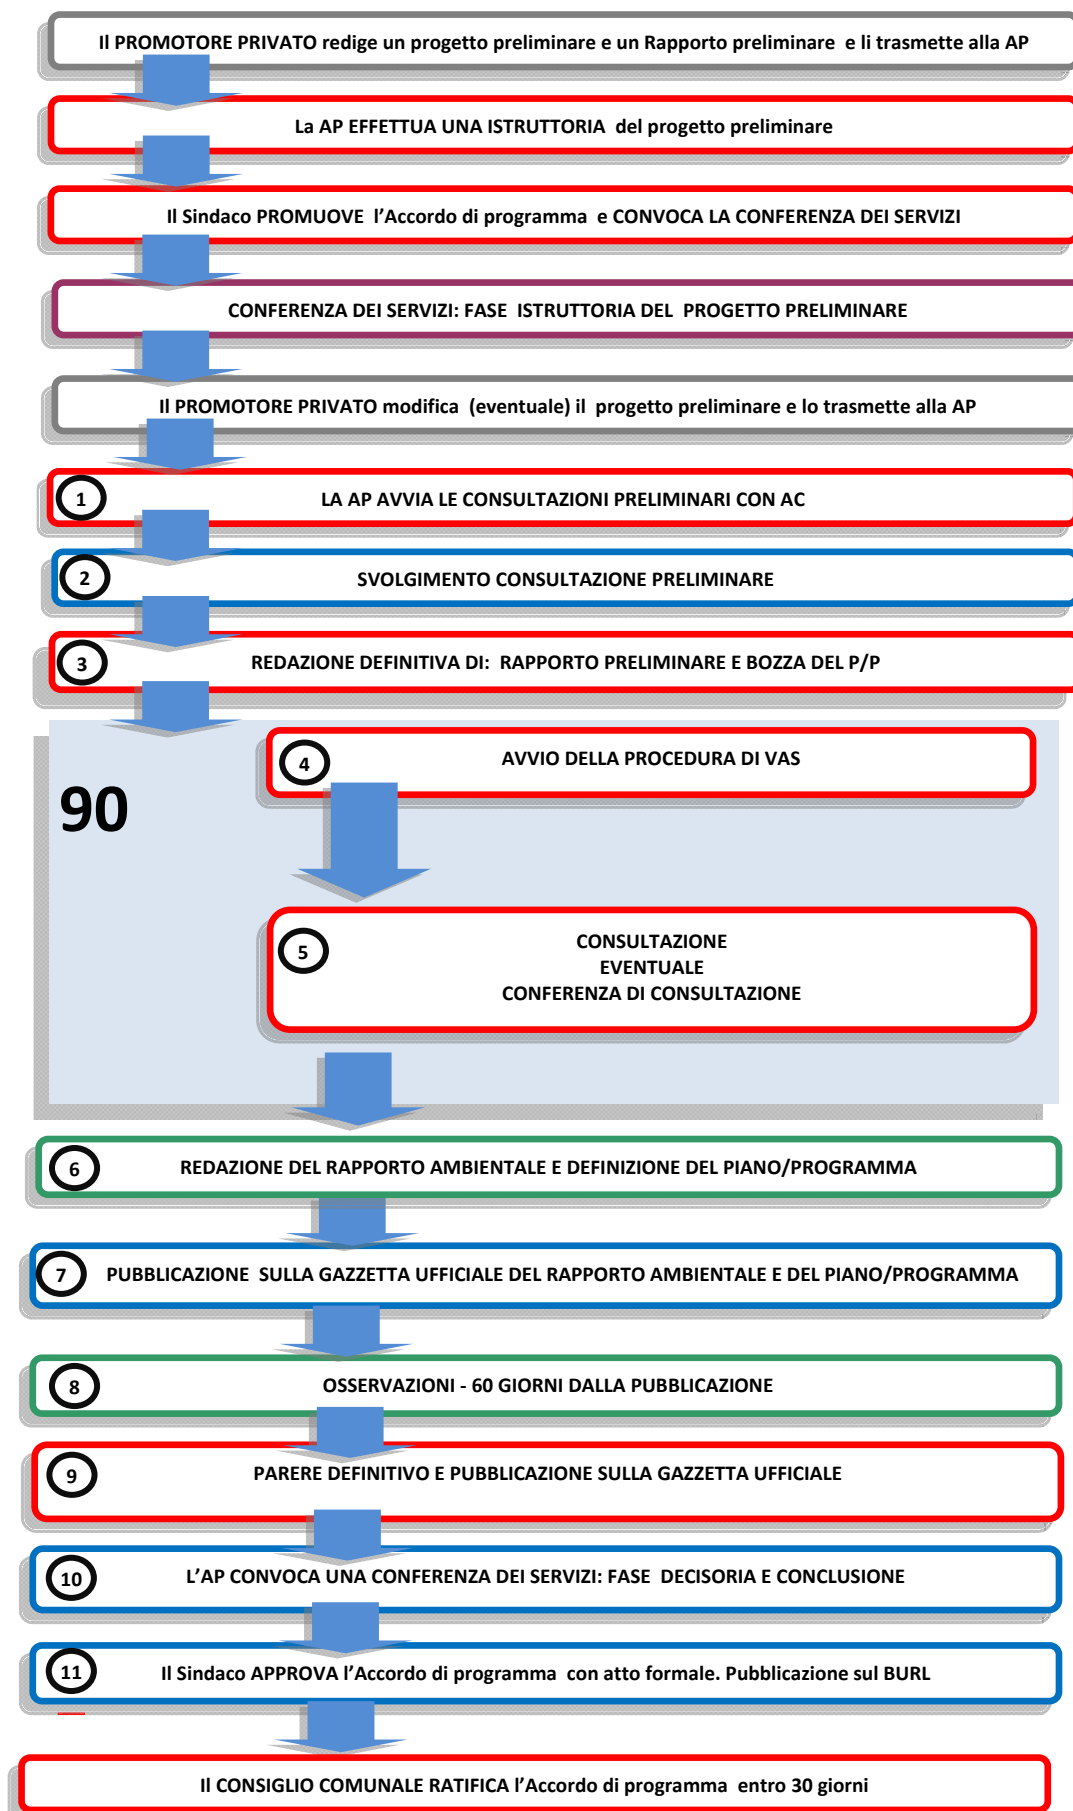 Il PROMOTORE PRIVATO redige un progetto preliminare e un Rapporto preliminare e li trasmette alla AP
La AP EFFETTUA UNA ISTRUTTORIA del progetto preliminare
Il Sindaco PROMUOVE l’Accordo di programma e CONVOCA LA CONFERENZA DEI SERVIZI
CONFERENZA DEI SERVIZI: FASE ISTRUTTORIA DEL PROGETTO PRELIMINARE
Il PROMOTORE PRIVATO modifica (eventuale) il progetto preliminare e lo trasmette alla AP
1 LA AP AVVIA LE CONSULTAZIONI PRELIMINARI CON AC
2 SVOLGIMENTO CONSULTAZIONE PRELIMINARE
3 REDAZIONE DEFINITIVA DI: RAPPORTO PRELIMINARE E BOZZA DEL P/P
4 AVVIO DELLA PROCEDURA DI VAS
90
5 CONSULTAZIONE
EVENTUALE
CONFERENZA DI CONSULTAZIONE
6 REDAZIONE DEL RAPPORTO AMBIENTALE E DEFINIZIONE DEL PIANO/PROGRAMMA
7 PUBBLICAZIONE SULLA GAZZETTA UFFICIALE DEL RAPPORTO AMBIENTALE E DEL PIANO/PROGRAMMA
8 OSSERVAZIONI - 60 GIORNI DALLA PUBBLICAZIONE
9 PARERE DEFINITIVO E PUBBLICAZIONE SULLA GAZZETTA UFFICIALE
10 L’AP CONVOCA UNA CONFERENZA DEI SERVIZI: FASE DECISORIA E CONCLUSIONE
11 Il Sindaco APPROVA l’Accordo di programma con atto formale. Pubblicazione sul BURL
Il CONSIGLIO COMUNALE RATIFICA l’Accordo di programma entro 30 giorni